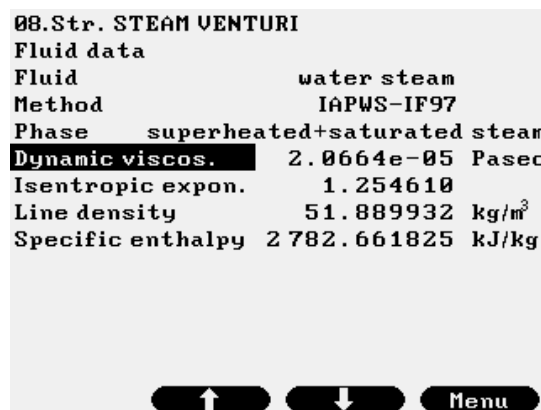 08.Str. STEAM VENTURI
Fluid data
Fluid water steam
Method IAPWS-IF97
Phase superheated+saturated steam
Dynamic viscos. 2.0664e-05 Pasec
Isentropic expon. 1.254610
Line density 51.889932 kg/m³
Specific enthalpy 2782.661825 kJ/kg
Menu